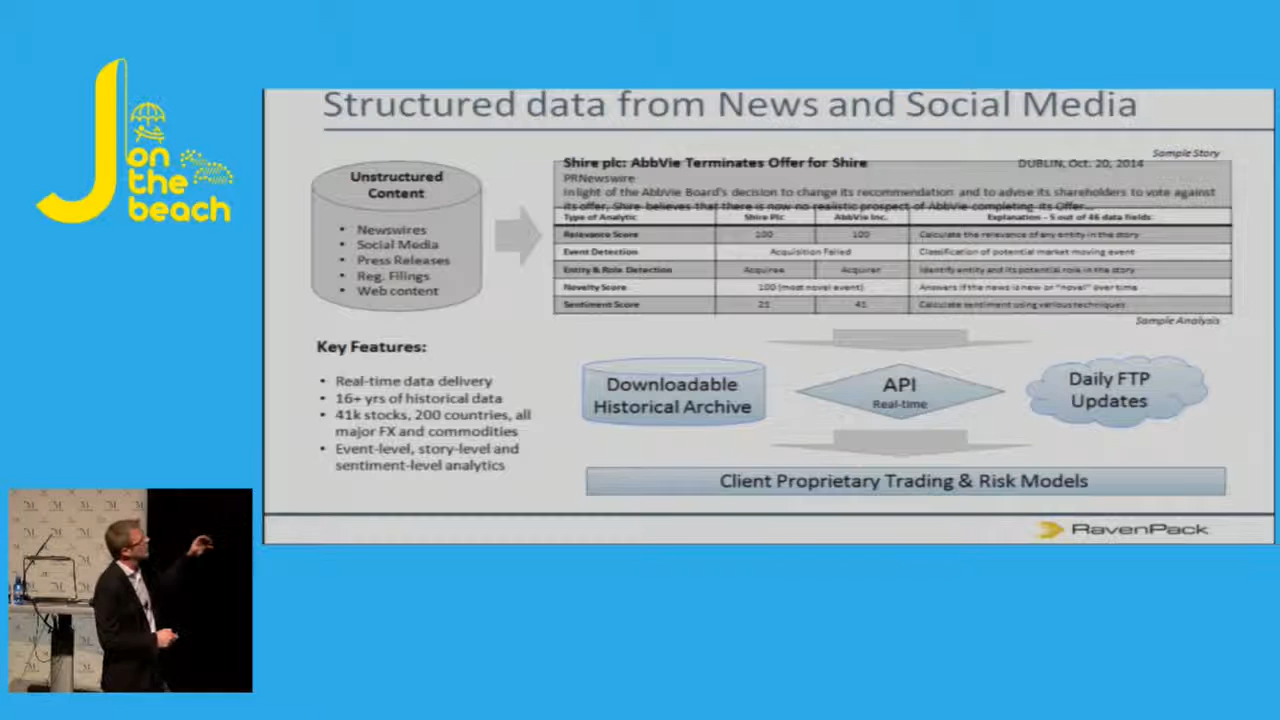 J
on
the
beach
Structured data from News and Social Media
Unstructured
Content
• Newswires
• Social Media
• Press Releases
• Reg. Filings
• Web content
Sample Story
Shire plc: AbbVie Terminates Offer for Shire DUBLIN, Oct. 20, 2014
PRNewswire
In light of the AbbVie Board's decision to change its recommendation and to advise its shareholders to vote against
its offer, Shire believes that there is now no realistic prospect of AbbVie completing its Offer...
Type of Analytic Shire Plc AbbVie Inc. Explanation - 5 out of 46 data fields
Relevance Score 100 100 Calculate the relevance of any entity in the story
Event Detection Acquisition Failed Classification of potential market moving event
Entity & Role Detection Acquiree Acquirer Identify entity and its potential role in the story
Novelty Score 100 (most novel event) Answers if the news is new or "novel" over time
Sentiment Score 21 41 Calculate sentiment using various techniques
Sample Analysis
Key Features:
• Real-time data delivery
• 16+ yrs of historical data
• 41k stocks, 200 countries, all
major FX and commodities
• Event-level, story-level and
sentiment-level analytics
Downloadable
Historical Archive
API
Real-time
Daily FTP
Updates
Client Proprietary Trading & Risk Models
RavenPack